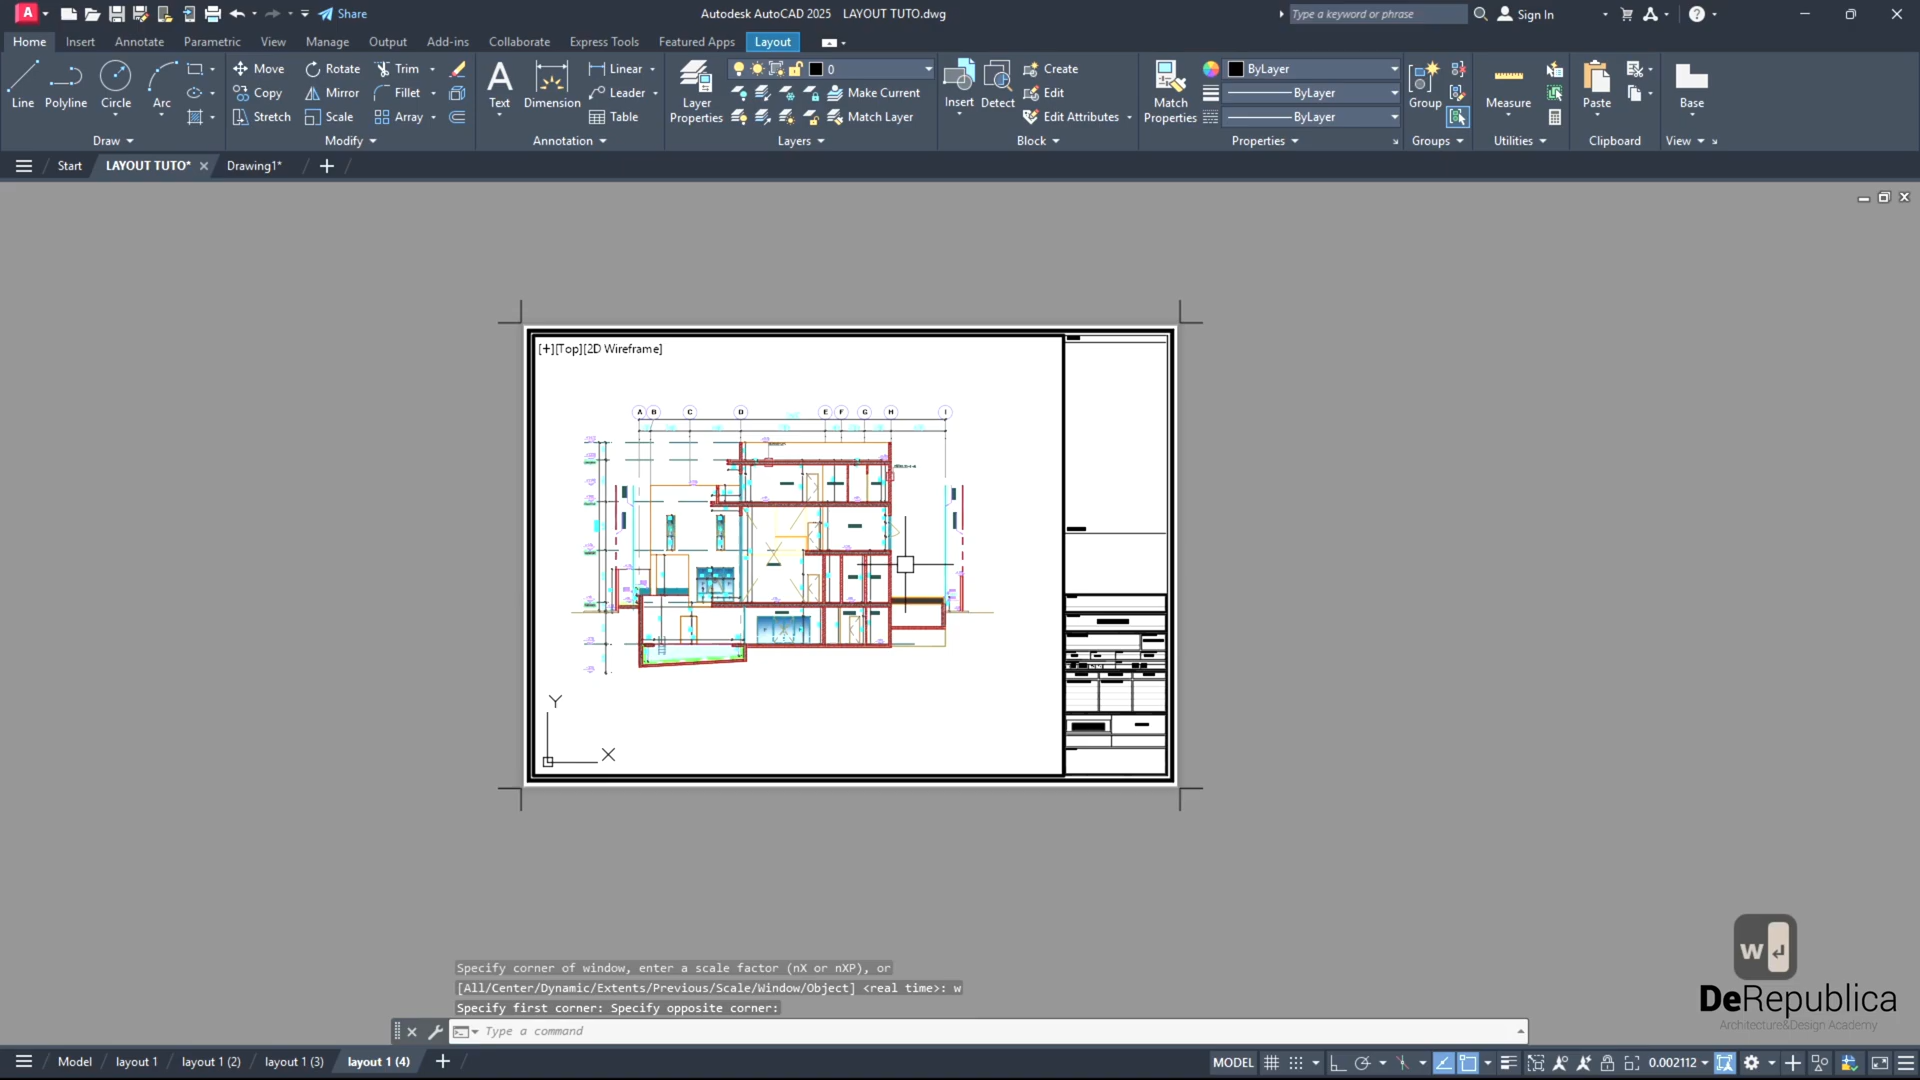 A Share Autodesk AutoCAD 2025 LAYOUT TUTO.dwg Type a keyword or phrase Sign In
Home Insert Annotate Parametric View Manage Output Add-ins Collaborate Express Tools Featured Apps Layout
Line Polyline Circle Arc
Move Rotate Trim
Copy Mirror Fillet
Stretch Scale Array
Text Dimension
Linear
Leader
Table
Layer Properties
0
Make Current
Match Layer
Insert Detect
Create
Edit
Edit Attributes
Match Properties
ByLayer
ByLayer
ByLayer
Group Measure Paste Base
Draw Modify Annotation Layers Block Properties Groups Utilities Clipboard View
Start LAYOUT TUTO* Drawing1*
[+][Top][2D Wireframe]
A B C D E F G H I
Y
X
Specify corner of window, enter a scale factor (nX or nXP), or
[All/Center/Dynamic/Extents/Previous/Scale/Window/Object] <real time>: w
Specify first corner: Specify opposite corner:
Type a command
w
DeRepublica
Architecture&Design Academy
Model layout 1 layout 1 (2) layout 1 (3) layout 1 (4) MODEL 0.002112